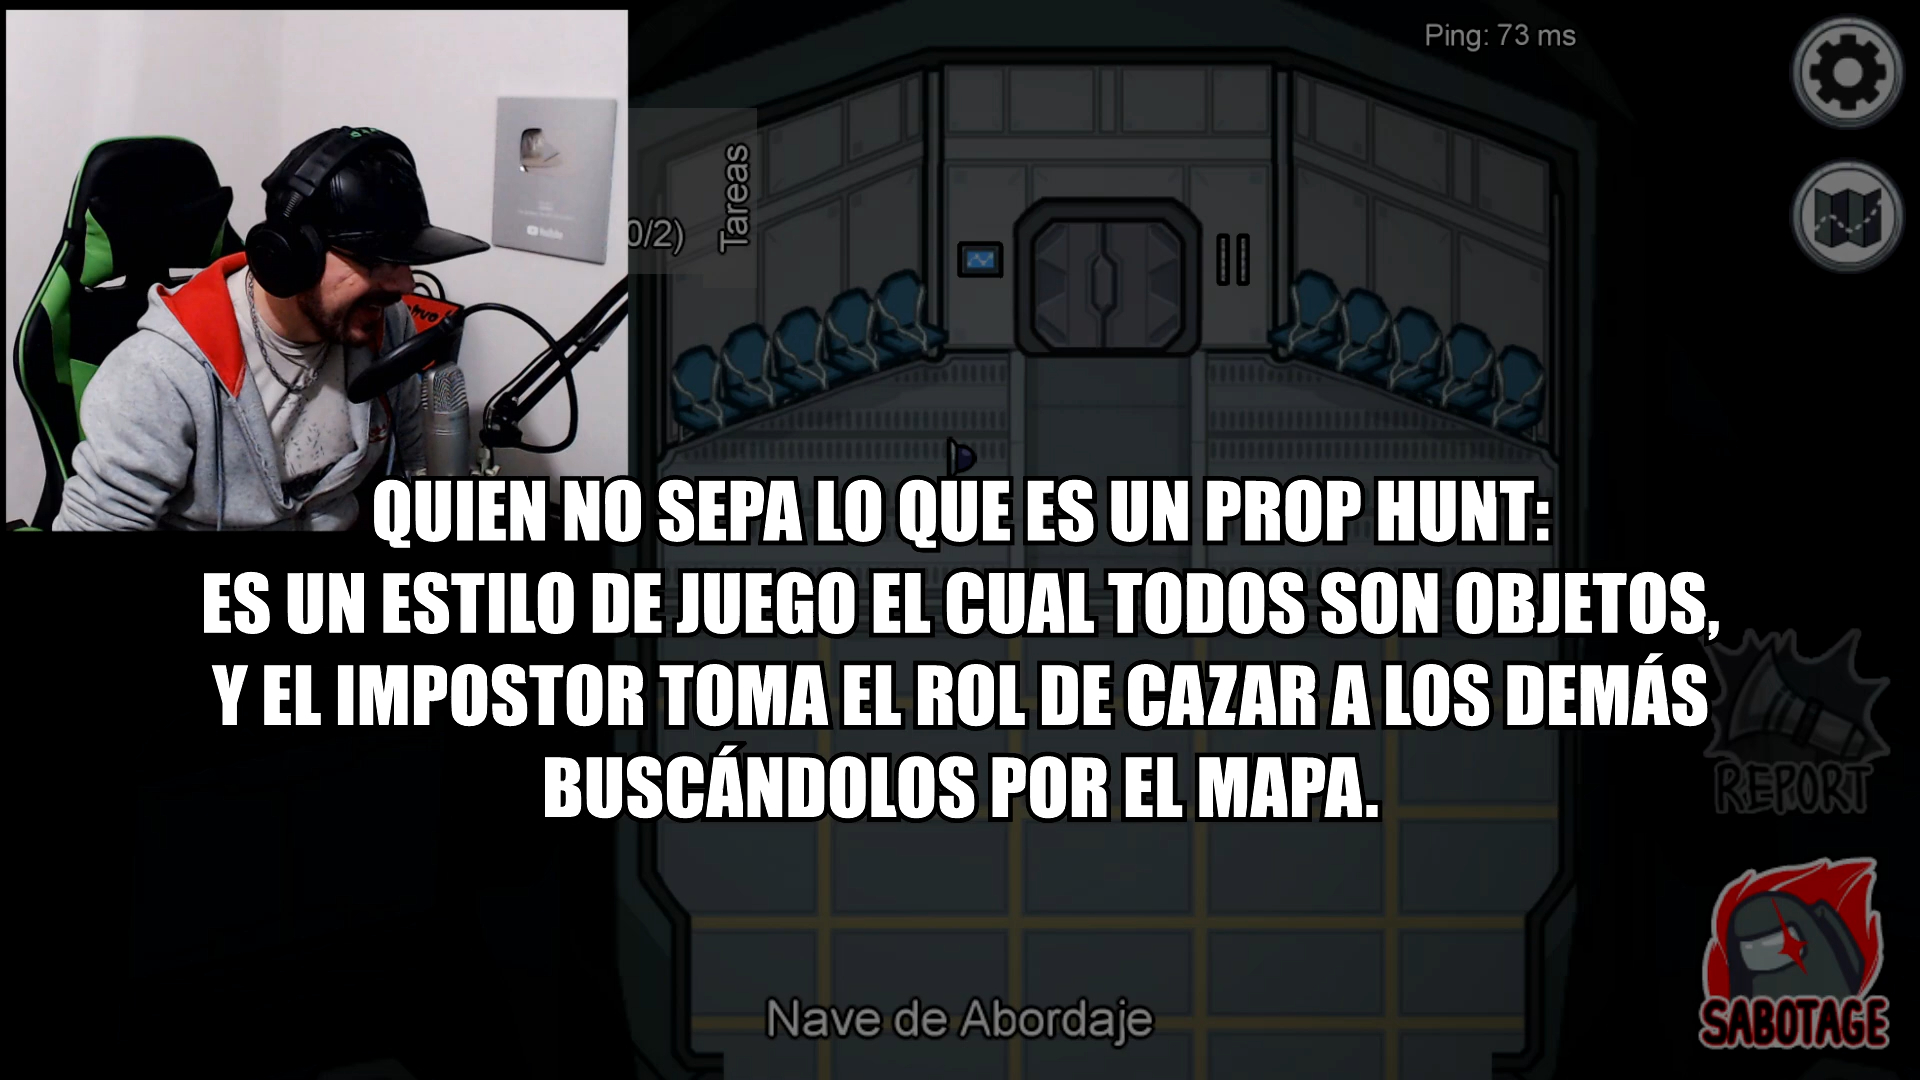 Ping: 73 ms
Tareas
0/2)
YouTube
QUIEN NO SEPA LO QUE ES UN PROP HUNT:
ES UN ESTILO DE JUEGO EL CUAL TODOS SON OBJETOS,
Y EL IMPOSTOR TOMA EL ROL DE CAZAR A LOS DEMÁS
BUSCÁNDOLOS POR EL MAPA.
REPORT
SABOTAGE
Nave de Abordaje